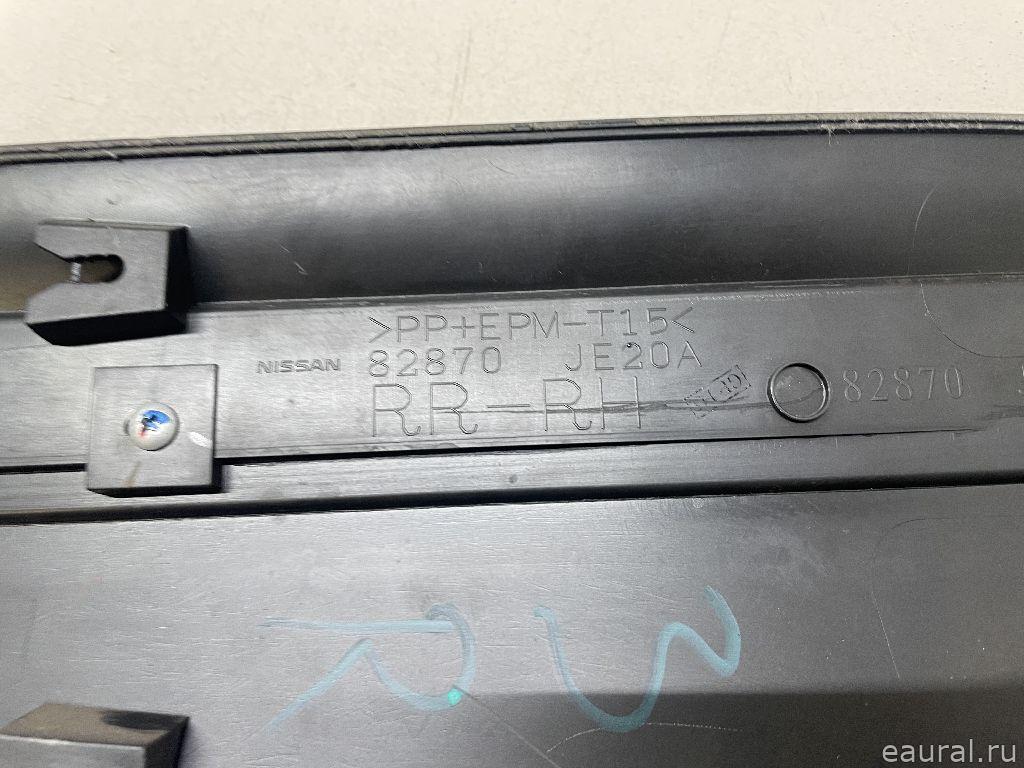 >PP+EPM-T15<
NISSAN 82870 JE20A
RR-RH
82870
eaural.ru